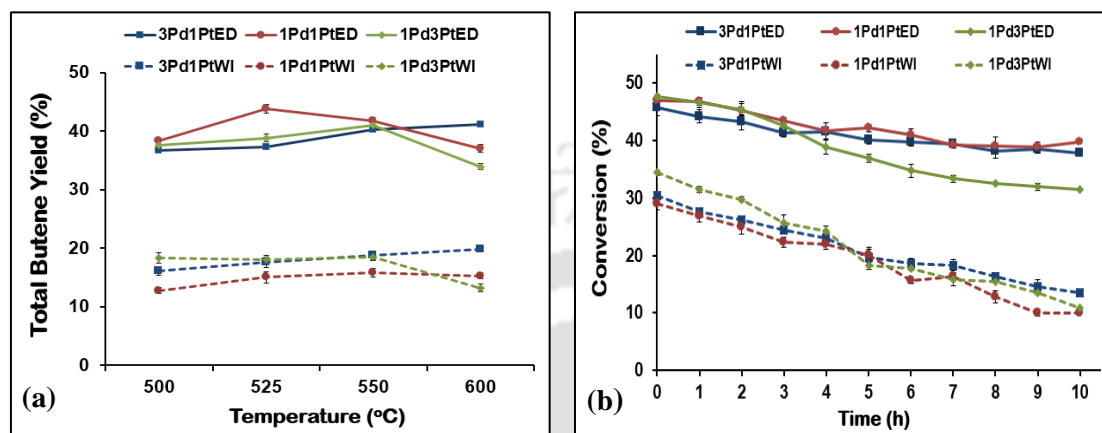 3Pd1PtED 1Pd1PtED 1Pd3PtED
3Pd1PtWI 1Pd1PtWI 1Pd3PtWI
Total Butene Yield (%)
50
40
30
20
10
0
500 525 550 600
Temperature (oC)
(a)
3Pd1PtED 1Pd1PtED 1Pd3PtED
3Pd1PtWI 1Pd1PtWI 1Pd3PtWI
Conversion (%)
50
40
30
20
10
0
0 1 2 3 4 5 6 7 8 9 10
Time (h)
(b)